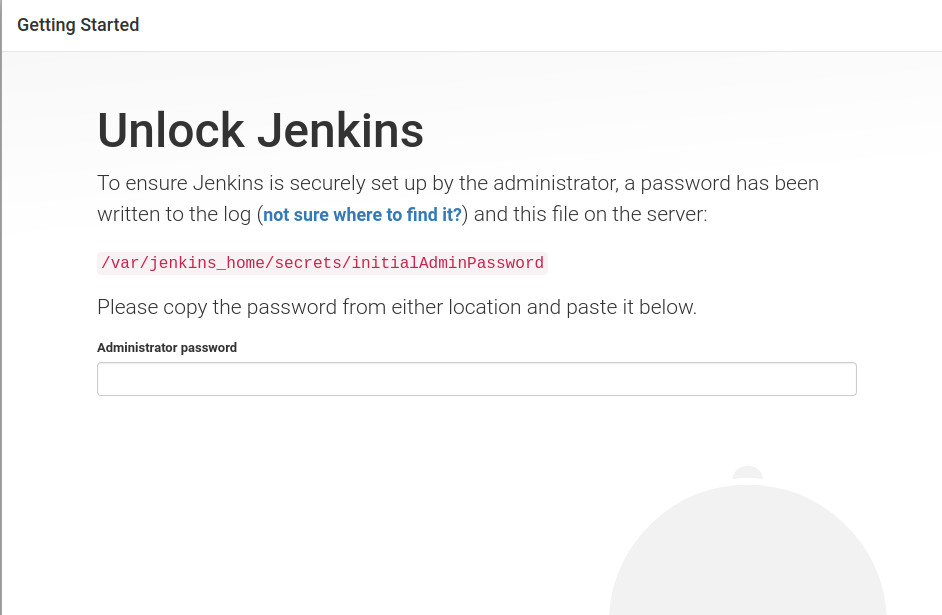 Getting Started
Unlock Jenkins
To ensure Jenkins is securely set up by the administrator, a password has been
written to the log (not sure where to find it?) and this file on the server:
/var/jenkins_home/secrets/initialAdminPassword
Please copy the password from either location and paste it below.
Administrator password